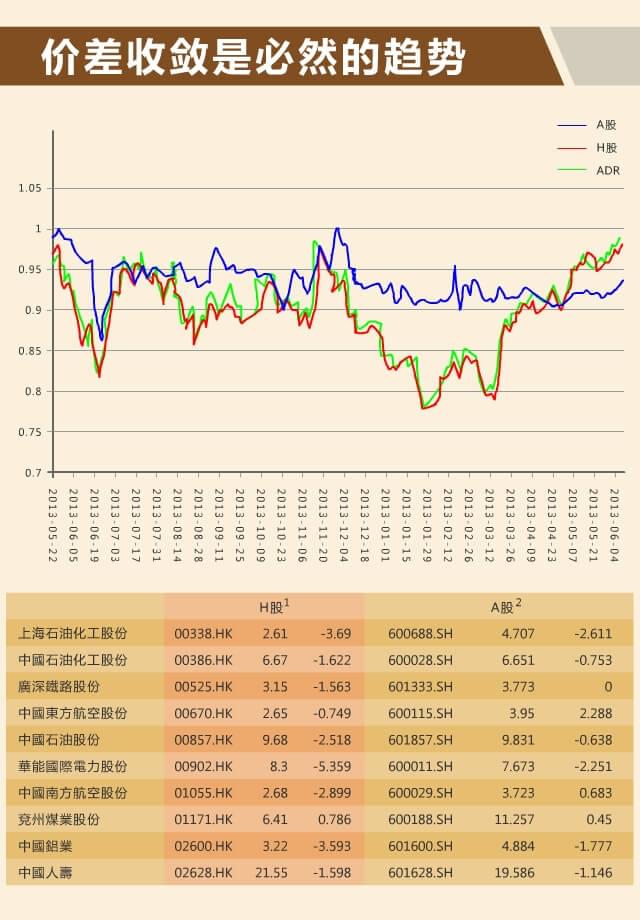 价差收敛是必然的趋势
A股
H股
ADR
1.05
1
0.95
0.9
0.85
0.8
0.75
0.7
2013-05-22
2013-06-05
2013-06-19
2013-07-03
2013-07-17
2013-07-31
2013-08-14
2013-08-28
2013-09-11
2013-09-25
2013-10-09
2013-10-23
2013-11-06
2013-11-20
2013-12-04
2013-12-18
2013-01-01
2013-01-15
2013-01-29
2013-02-12
2013-02-26
2013-03-12
2013-03-26
2013-04-09
2013-04-23
2013-05-07
2013-05-21
2013-06-04
H股1 A股2
上海石油化工股份 00338.HK 2.61 -3.69 600688.SH 4.707 -2.611
中國石油化工股份 00386.HK 6.67 -1.622 600028.SH 6.651 -0.753
廣深鐵路股份 00525.HK 3.15 -1.563 601333.SH 3.773 0
中國東方航空股份 00670.HK 2.65 -0.749 600115.SH 3.95 2.288
中國石油股份 00857.HK 9.68 -2.518 601857.SH 9.831 -0.638
華能國際電力股份 00902.HK 8.3 -5.359 600011.SH 7.673 -2.251
中國南方航空股份 01055.HK 2.68 -2.899 600029.SH 3.723 0.683
兗州煤業股份 01171.HK 6.41 0.786 600188.SH 11.257 0.45
中國鋁業 02600.HK 3.22 -3.593 601600.SH 4.884 -1.777
中國人壽 02628.HK 21.55 -1.598 601628.SH 19.586 -1.146